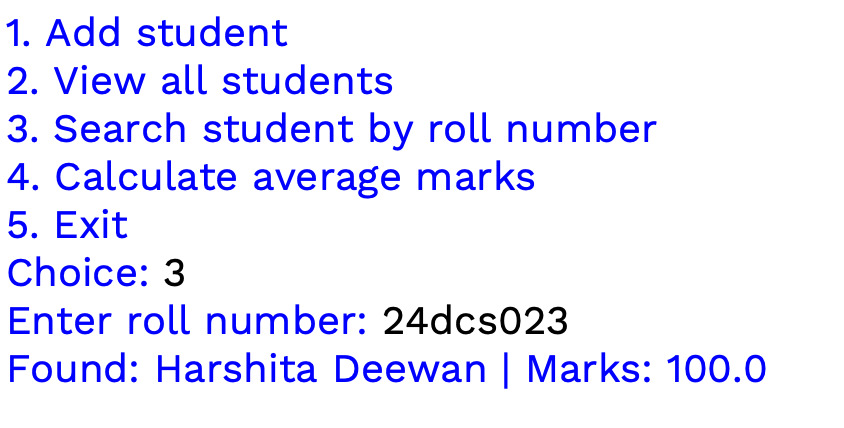 1. Add student
2. View all students
3. Search student by roll number
4. Calculate average marks
5. Exit
Choice: 3
Enter roll number: 24dcs023
Found: Harshita Deewan | Marks: 100.0